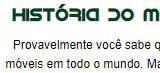 HISTÓRIA DO M
Provavelmente você sabe q
móveis em todo o mundo. Ma